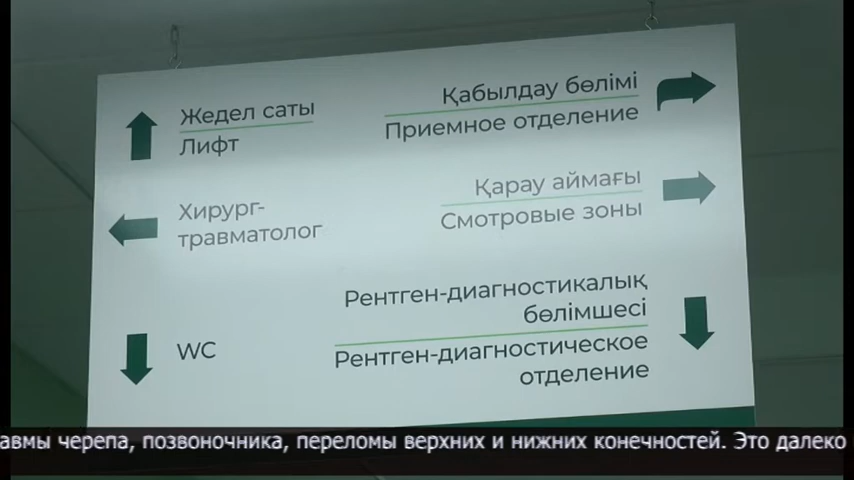 Жедел саты
Лифт
Хирург-
травматолог
WC
Қабылдау бөлімі
Приемное отделение
Қарау аймағы
Смотровые зоны
Рентген-диагностикалық
бөлімшесі
Рентген-диагностическое
отделение
черепа, позвоночника, переломы верхних и нижних конечностей. Это далеко